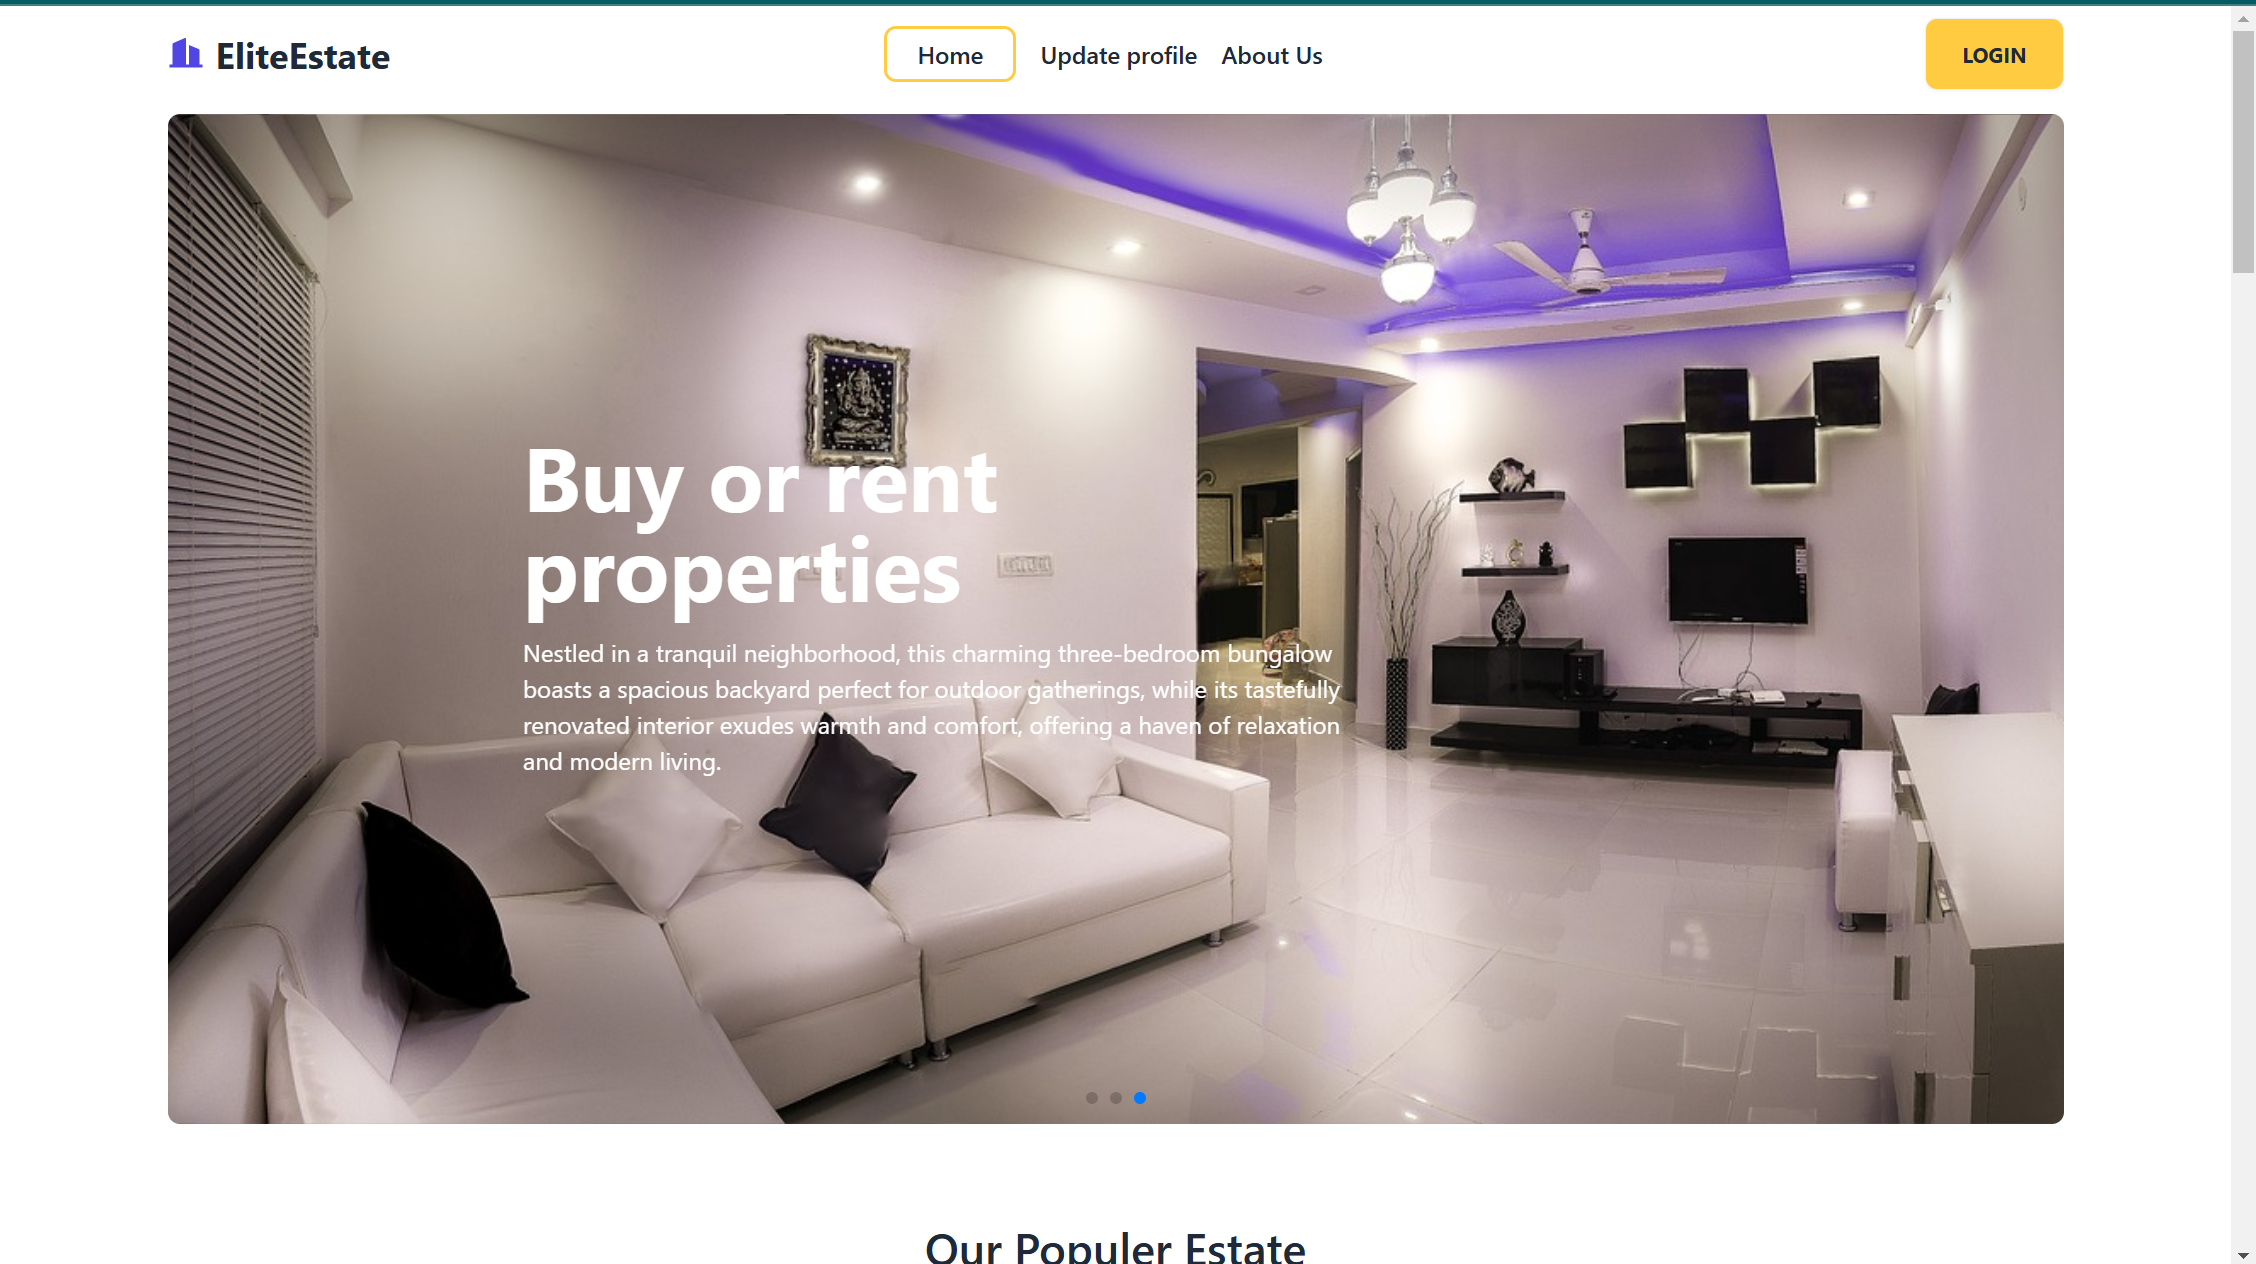 EliteEstate
Home
Update profile
About Us
LOGIN
Buy or rent
properties
Nestled in a tranquil neighborhood, this charming three-bedroom bungalow
boasts a spacious backyard perfect for outdoor gatherings, while its tastefully
renovated interior exudes warmth and comfort, offering a haven of relaxation
and modern living.
Our Populer Estate